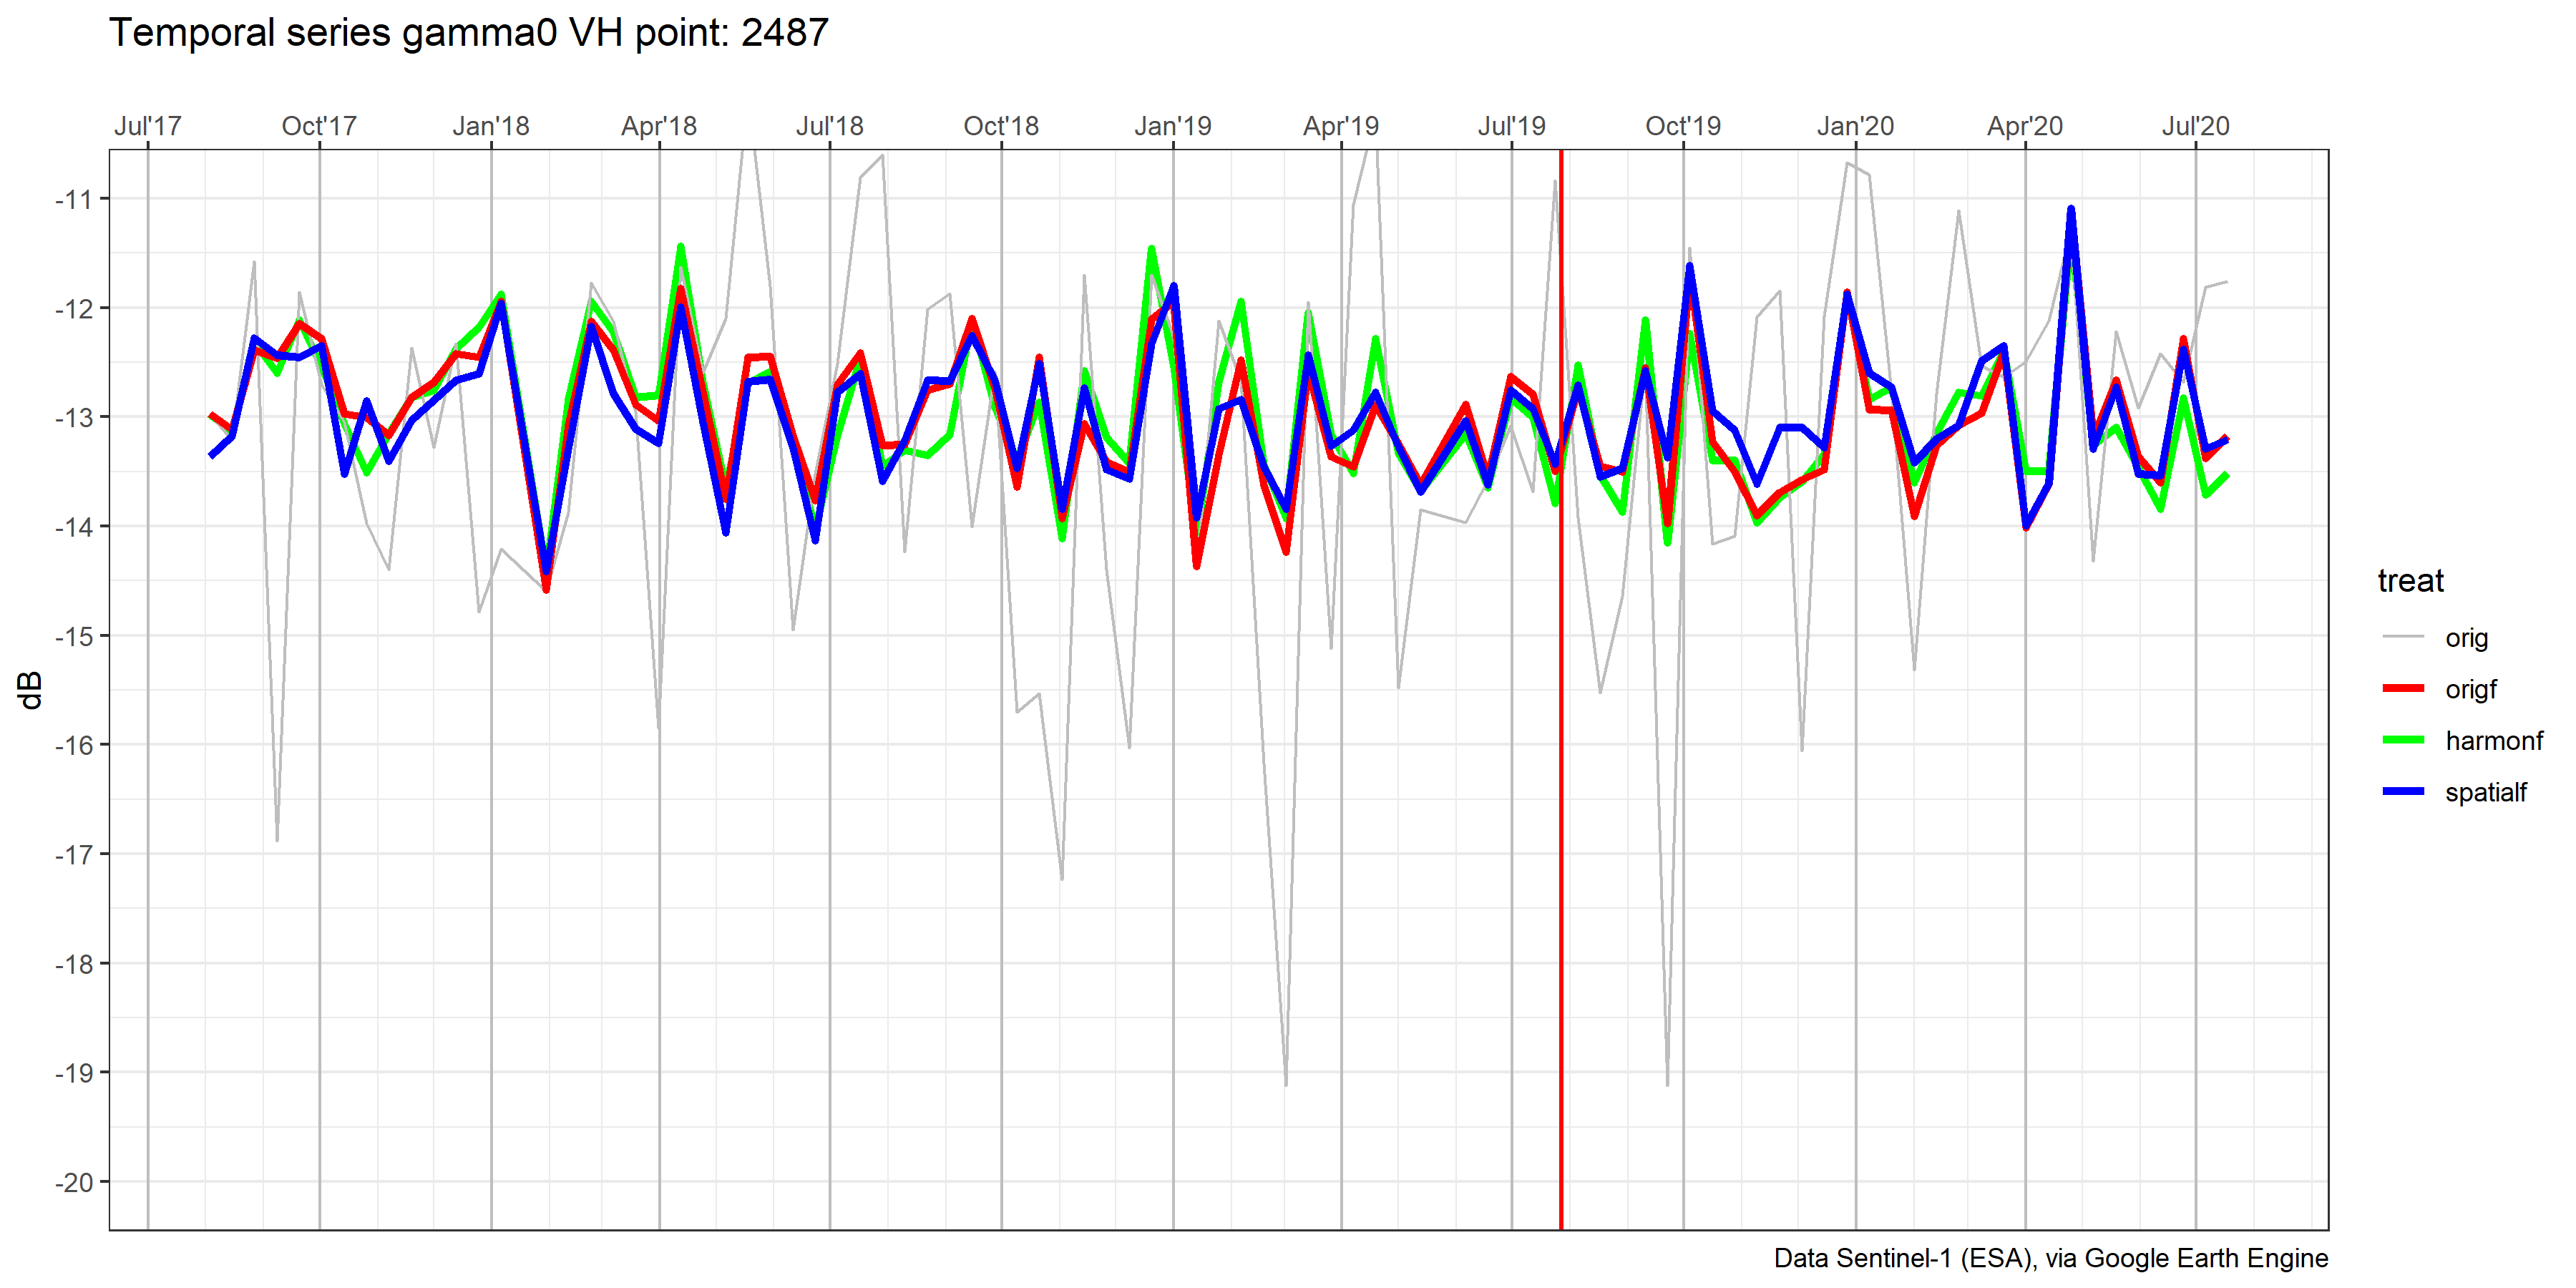 Temporal series gamma0 VH point: 2487
Jul'17 Oct'17 Jan'18 Apr'18 Jul'18 Oct'18 Jan'19 Apr'19 Jul'19 Oct'19 Jan'20 Apr'20 Jul'20
-11
-12
-13
-14
-15
-16
-17
-18
-19
-20
dB
treat
orig
origf
harmonf
spatialf
Data Sentinel-1 (ESA), via Google Earth Engine